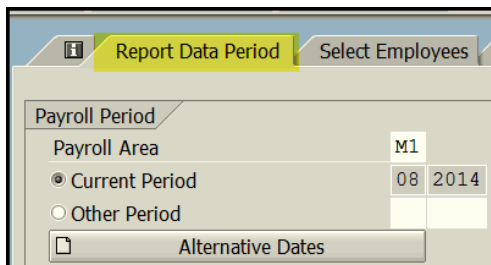 Report Data Period Select Employees
Payroll Period
Payroll Area M1
Current Period 08 2014
Other Period
Alternative Dates